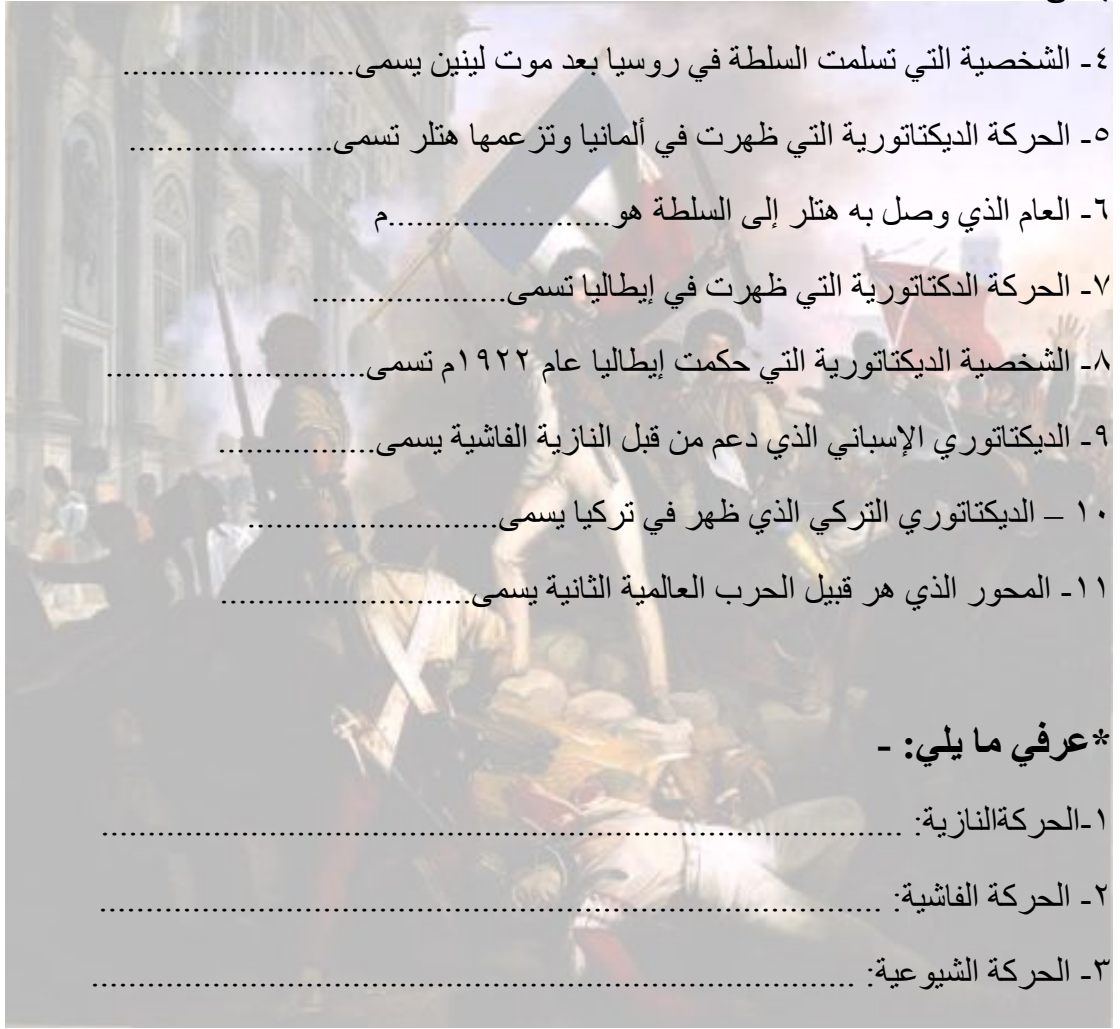 ٤- الشخصية التي تسلمت السلطة في روسيا بعد موت لينين يسمى.........................
٥- الحركة الديكتاتورية التي ظهرت في ألمانيا وتزعمها هتلر تسمى......................
٦- العام الذي وصل به هتلر إلى السلطة هو........................م
٧- الحركة الدكتاتورية التي ظهرت في إيطاليا تسمى.....................
٨- الشخصية الديكتاتورية التي حكمت إيطاليا عام ١٩٢٢م تسمى............................
٩- الديكتاتوري الإسباني الذي دعم من قبل النازية الفاشية يسمى.................
١٠ – الديكتاتوري التركي الذي ظهر في تركيا يسمى...........................
١١- المحور الذي هر قبيل الحرب العالمية الثانية يسمى...........................
*عرفي ما يلي: -
١-الحركةالنازية: ......................................................................................
٢- الحركة الفاشية: ....................................................................................
٣- الحركة الشيوعية: ..................................................................................